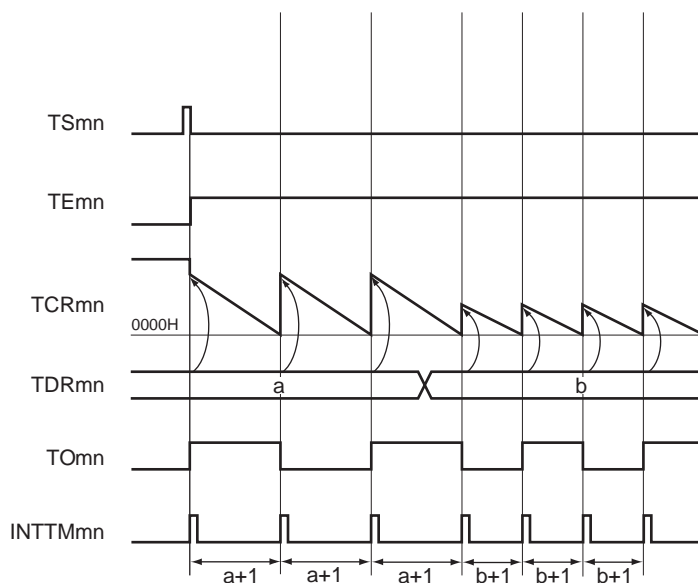 TSmn
TEmn
TCRmn
0000H
TDRmn
a
b
TOmn
INTTMmn
a+1
a+1
a+1
b+1
b+1
b+1